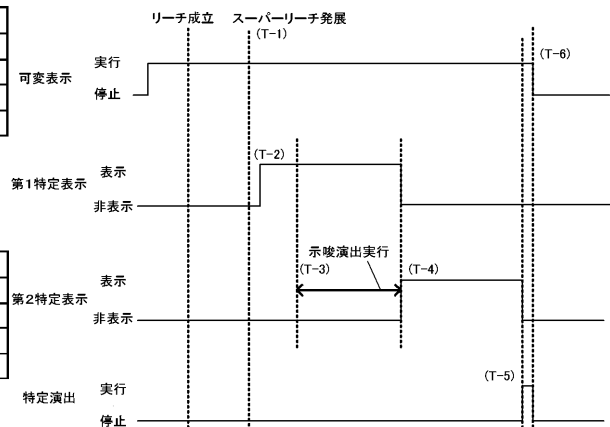 リーチ成立 スーパーリーチ発展
(T-1)
(T-6)
可変表示
実行
停止
(T-2)
第1特定表示
表示
非表示
示唆演出実行
(T-3)
(T-4)
第2特定表示
表示
非表示
(T-5)
特定演出
実行
停止